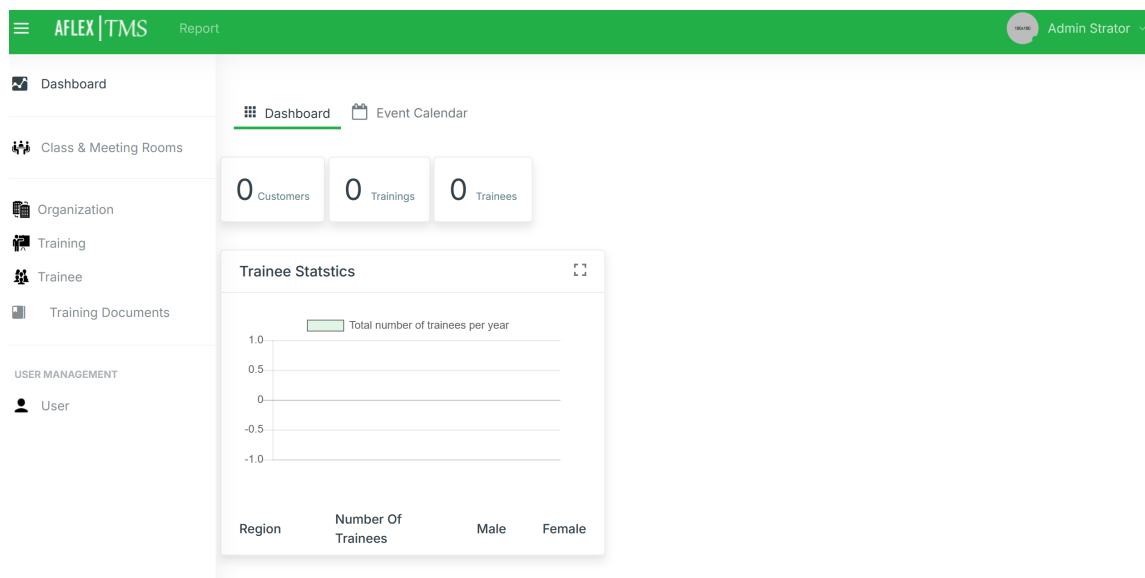 AFLEX|TMS Report Admin Strator
Dashboard
Class & Meeting Rooms
Organization
Training
Trainee
Training Documents
USER MANAGEMENT
User
Dashboard Event Calendar
0 Customers
0 Trainings
0 Trainees
Trainee Statstics
Total number of trainees per year
1.0
0.5
0
-0.5
-1.0
Region Number Of Trainees Male Female